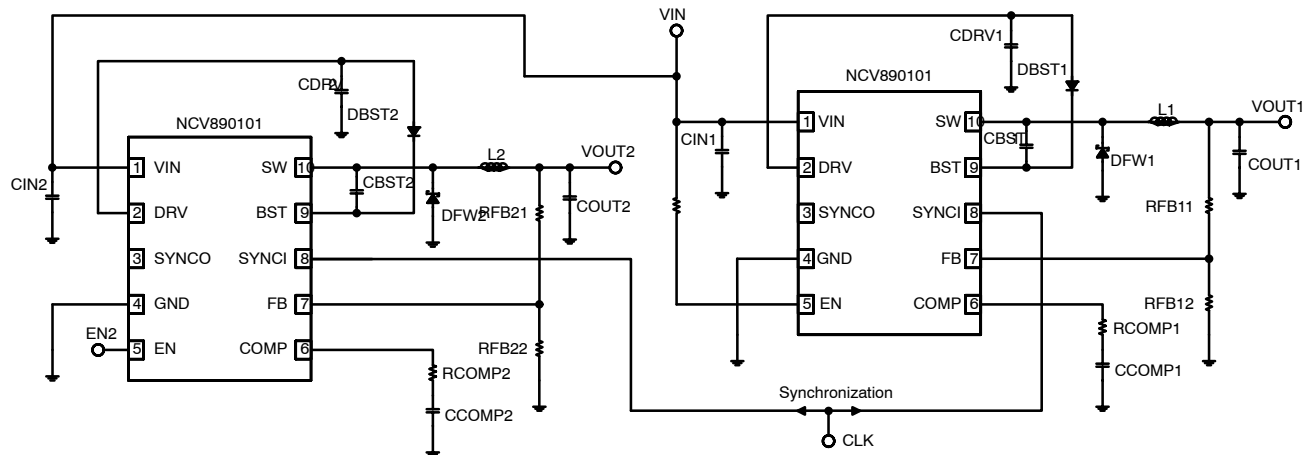 VIN
CDRV1
DBST1
NCV890101
1 VIN
SW 10
L1
VOUT1
CIN1
CBST1
DFW1
COUT1
2 DRV
BST 9
3 SYNCO
SYNCI 8
RFB11
4 GND
FB 7
5 EN
COMP 6
RFB12
RCOMP1
CCOMP1
CDRV2
DBST2
NCV890101
1 VIN
SW 10
L2
VOUT2
CIN2
CBST2
DFW2
RFB21
COUT2
2 DRV
BST 9
3 SYNCO
SYNCI 8
4 GND
FB 7
EN2
5 EN
COMP 6
RFB22
RCOMP2
CCOMP2
Synchronization
CLK